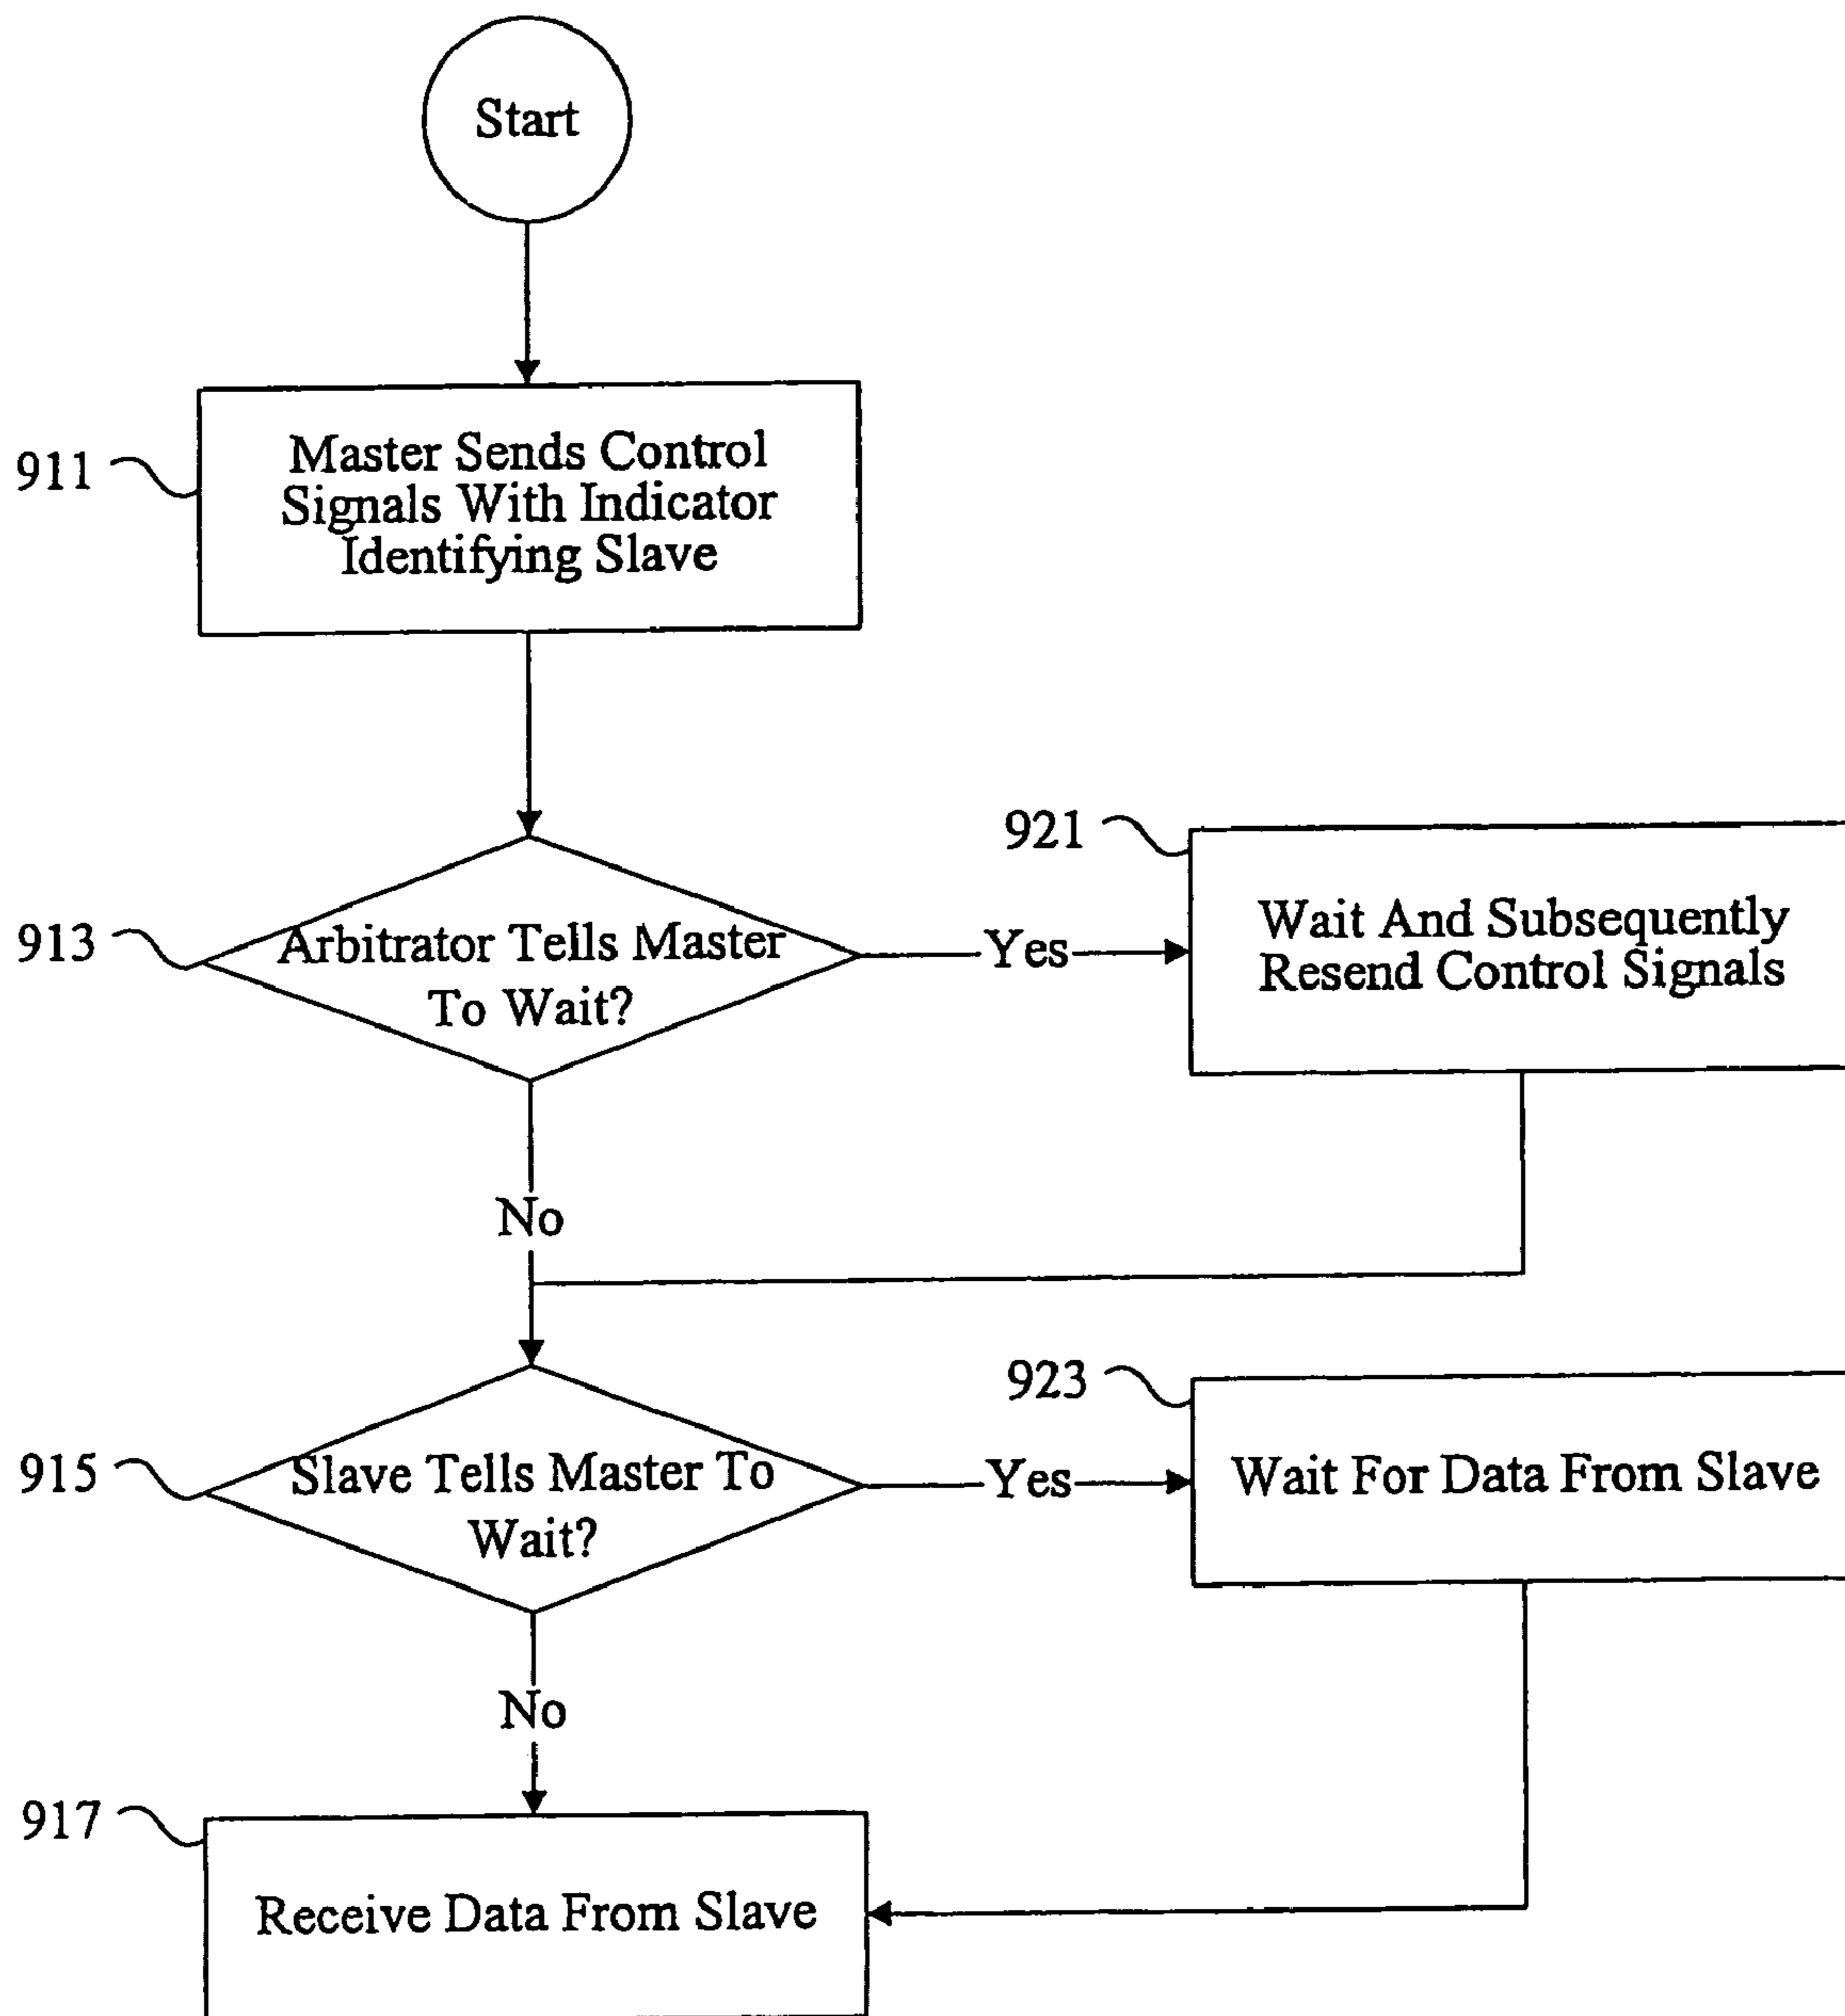 Start
911
Master Sends Control
Signals With Indicator
Identifying Slave
913
Arbitrator Tells Master
To Wait?
Yes
921
Wait And Subsequently
Resend Control Signals
No
915
Slave Tells Master To
Wait?
Yes
923
Wait For Data From Slave
No
917
Receive Data From Slave